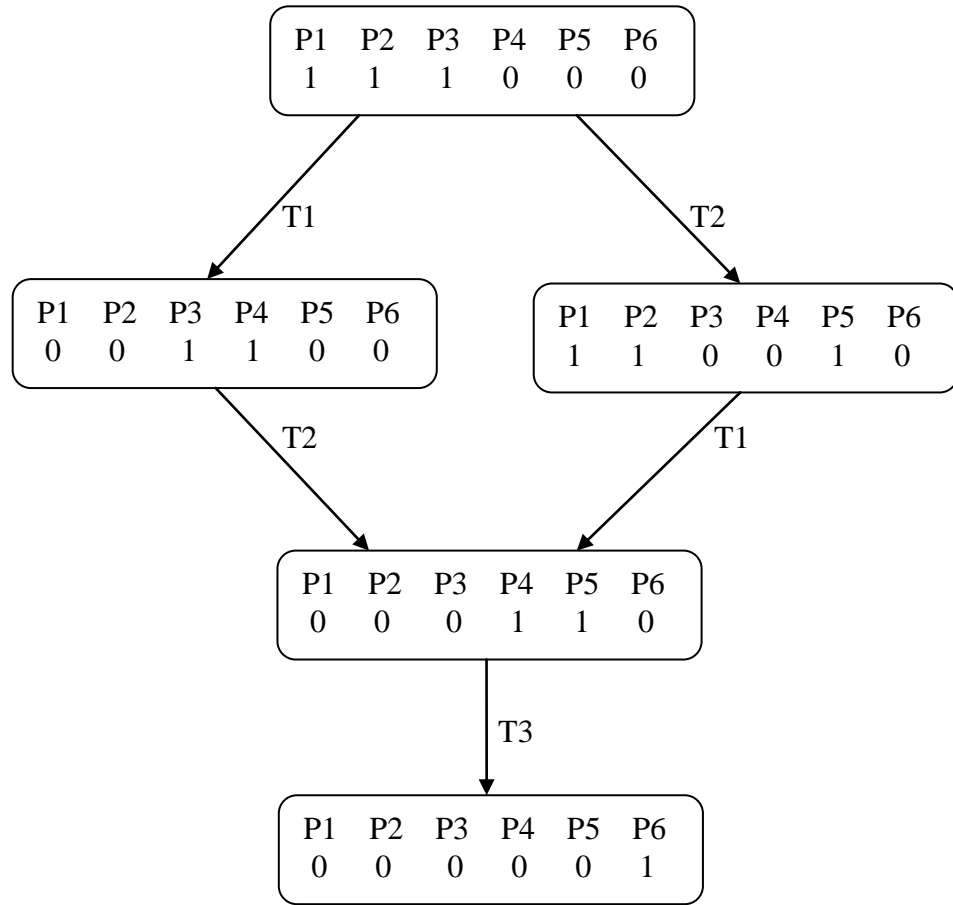 P1 P2 P3 P4 P5 P6
1 1 1 0 0 0
T1
T2
P1 P2 P3 P4 P5 P6
0 0 1 1 0 0
P1 P2 P3 P4 P5 P6
1 1 0 0 1 0
T2
T1
P1 P2 P3 P4 P5 P6
0 0 0 1 1 0
T3
P1 P2 P3 P4 P5 P6
0 0 0 0 0 1